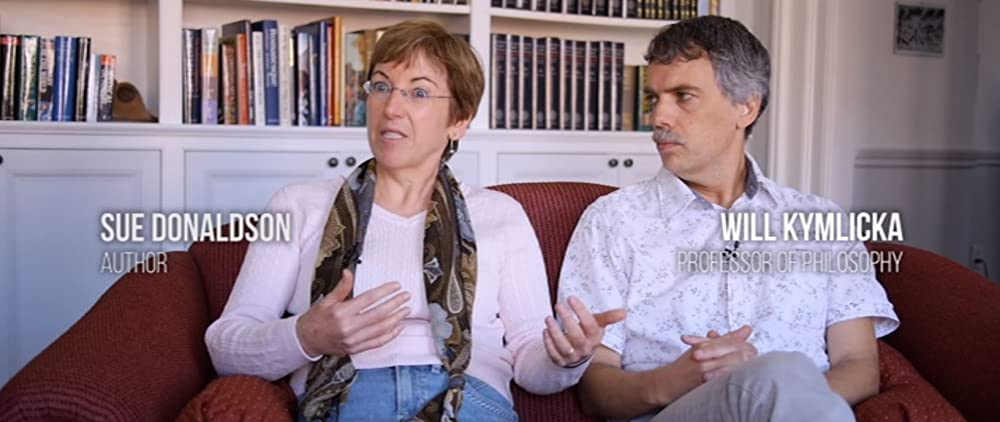 SUE DONALDSON
AUTHOR
WILL KYMLICKA
PROFESSOR OF PHILOSOPHY